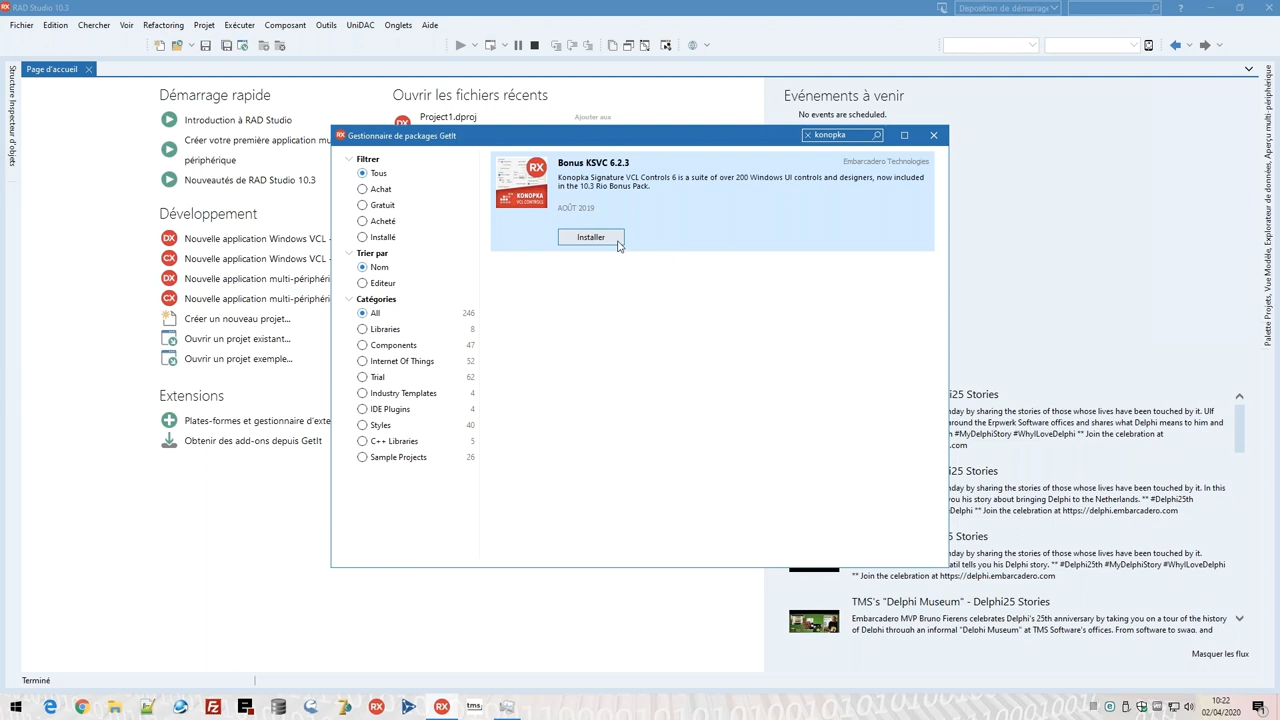 RAD Studio 10.3
Disposition de démarrage
Fichier Edition Chercher Voir Refactoring Projet Exécuter Composant Outils UniDAC Onglets Aide
Page d'accueil
Structure Inspecteur d'objets
Démarrage rapide
Introduction à RAD Studio
Créer votre première application mu
périphérique
Nouveautés de RAD Studio 10.3
Développement
Nouvelle application Windows VCL -
Nouvelle application Windows VCL -
Nouvelle application multi-périphéri
Nouvelle application multi-périphéri
Créer un nouveau projet...
Ouvrir un projet existant...
Ouvrir un projet exemple...
Extensions
Plates-formes et gestionnaire d'exte
Obtenir des add-ons depuis GetIt
Ouvrir les fichiers récents
Project1.dproj
Ajouter aux
Gestionnaire de packages GetIt
konopka
Filtrer
Tous
Achat
Gratuit
Acheté
Installé
Trier par
Nom
Editeur
Catégories
All 246
Libraries 8
Components 47
Internet Of Things 52
Trial 62
Industry Templates 4
IDE Plugins 4
Styles 40
C++ Libraries 5
Sample Projects 26
RX
KONOPKA
VCL CONTROLS
Bonus KSVC 6.2.3
Embarcadero Technologies
Konopka Signature VCL Controls 6 is a suite of over 200 Windows UI controls and designers, now included
in the 10.3 Rio Bonus Pack.
AOÛT 2019
Installer
Evénements à venir
No events are scheduled.
i25 Stories
day by sharing the stories of those whose lives have been touched by it. Ulf
around the Erpwerk Software offices and shares what Delphi means to him and
h #MyDelphiStory #WhyILoveDelphi ** Join the celebration at
ro.com
i25 Stories
day by sharing the stories of those whose lives have been touched by it. In this
you his story about bringing Delphi to the Netherlands. ** #Delphi25th
Delphi ** Join the celebration at https://delphi.embarcadero.com
5 Stories
day by sharing the stories of those whose lives have been touched by it.
atil tells you his Delphi story. ** #Delphi25th #MyDelphiStory #WhyILoveDelphi
** Join the celebration at https://delphi.embarcadero.com
TMS's "Delphi Museum" - Delphi25 Stories
Embarcadero MVP Bruno Fierens celebrates Delphi's 25th anniversary by taking you on a tour of the history
of Delphi through an informal "Delphi Museum" at TMS Software's offices. From software to swag, and
Masquer les flux
Palette Projets, Vue Modèle, Explorateur de données, Aperçu multi-périphérique
Terminé
tms
10:22
02/04/2020